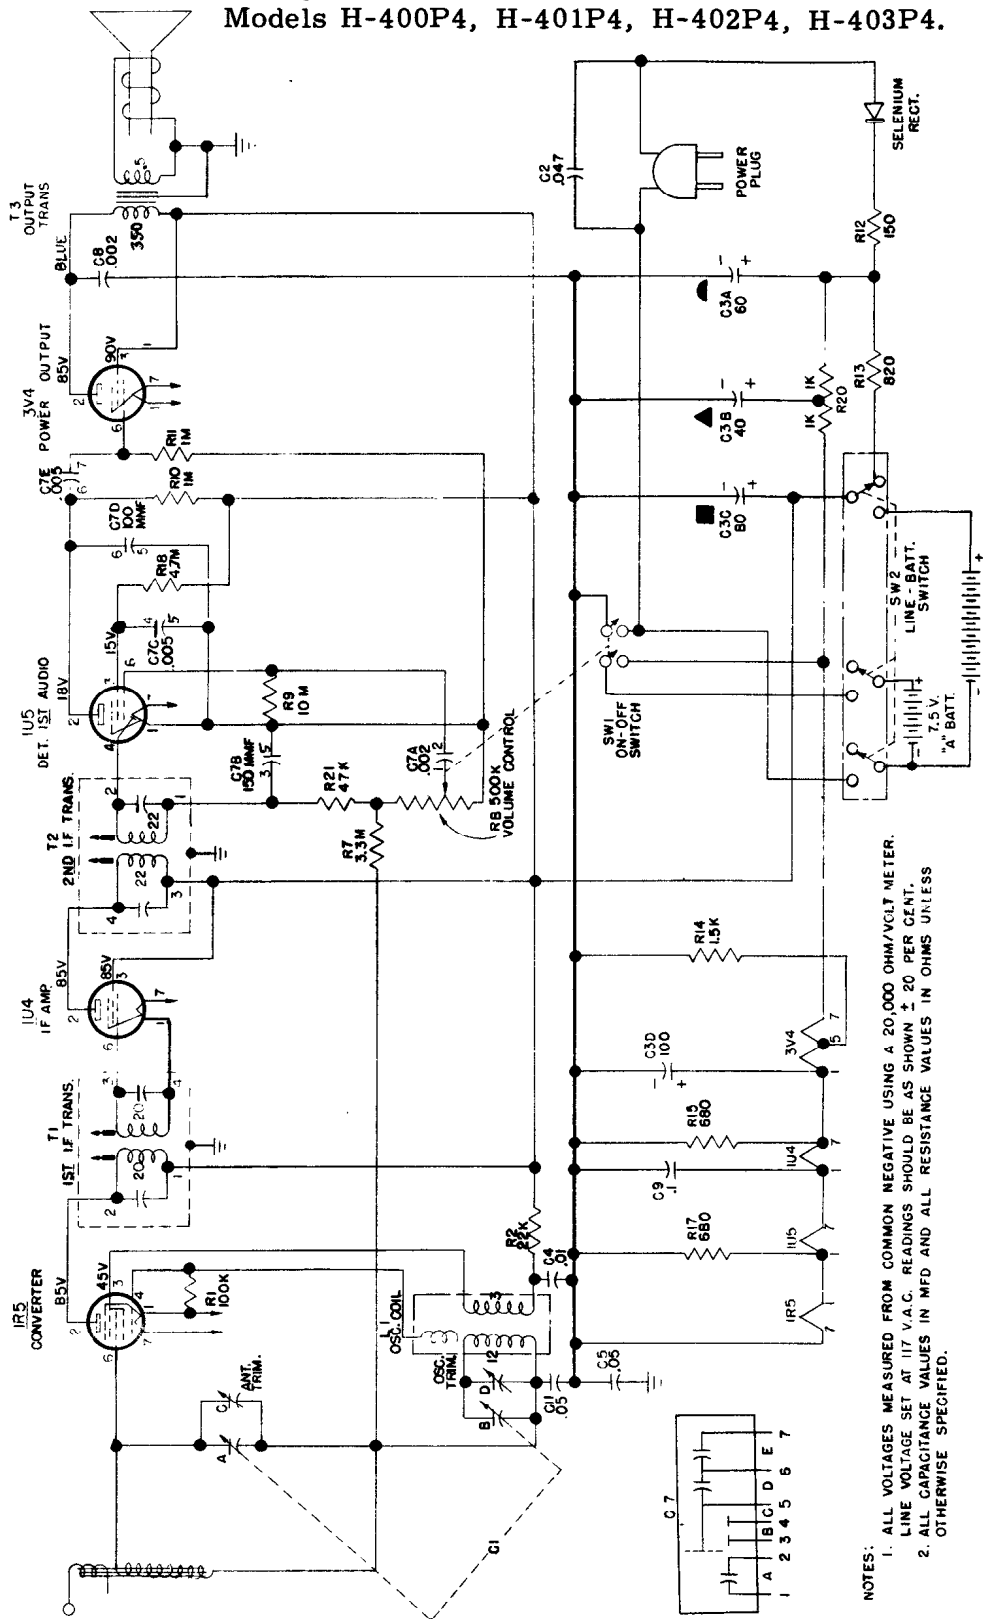 Models H-400P4, H-401P4, H-402P4, H-403P4.
1R5
CONVERTER
T1
1ST I.F TRANS.
1U4
IF AMP.
T2
2ND I.F TRANS.
1U5
DET. 1ST AUDIO
3V4
POWER OUTPUT
T3
OUTPUT
TRANS
BLUE
85V
45V
85V
85V
18V
15V
85V
90V
C8
.002
350
.5
C7E
.005
C7D
100
MMF
R10
1M
R11
1M
R18
4.7M
C7C
.005
R9
10M
C7B
150 MMF
C7A
.002
R21
47K
R7
3.3M
R8 500K
VOLUME CONTROL
22
22
20
20
R1
100K
ANT.
TRIM.
A
C
C1
L1
OSC. COIL
OSC.
TRIM.
B
D
12
3
R2
22K
C4
.01
C11
.05
C5
.05
C2
.047
POWER
PLUG
SELENIUM
RECT.
R12
150
R13
820
C3A
60
C3B
40
C3C
80
1K
1K
R20
SW1
ON-OFF
SWITCH
SW2
LINE-BATT.
SWITCH
7.5 V.
"A" BATT.
R14
1.5K
C3D
100
R15
680
C9
.1
R17
680
3V4
1U4
1U5
1R5
C7
A B C D E
1 2 3 4 5 6 7
NOTES:
1. ALL VOLTAGES MEASURED FROM COMMON NEGATIVE USING A 20,000 OHM/VOLT METER.
LINE VOLTAGE SET AT 117 V.A.C. READINGS SHOULD BE AS SHOWN ± 20 PER CENT.
2. ALL CAPACITANCE VALUES IN MFD AND ALL RESISTANCE VALUES IN OHMS UNLESS
OTHERWISE SPECIFIED.